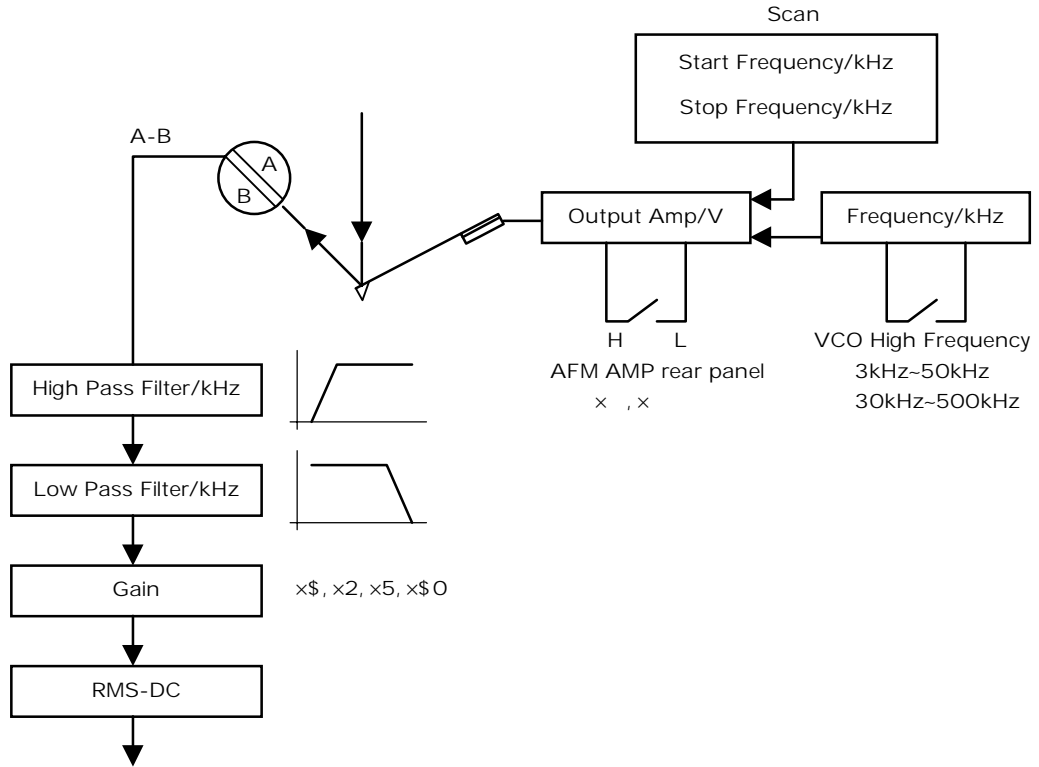 Scan
Start Frequency/kHz
Stop Frequency/kHz
A-B
A
B
Output Amp/V
Frequency/kHz
H L
AFM AMP rear panel
× , ×
VCO High Frequency
3kHz~50kHz
30kHz~500kHz
High Pass Filter/kHz
Low Pass Filter/kHz
Gain
×$, ×2, ×5, ×$0
RMS-DC